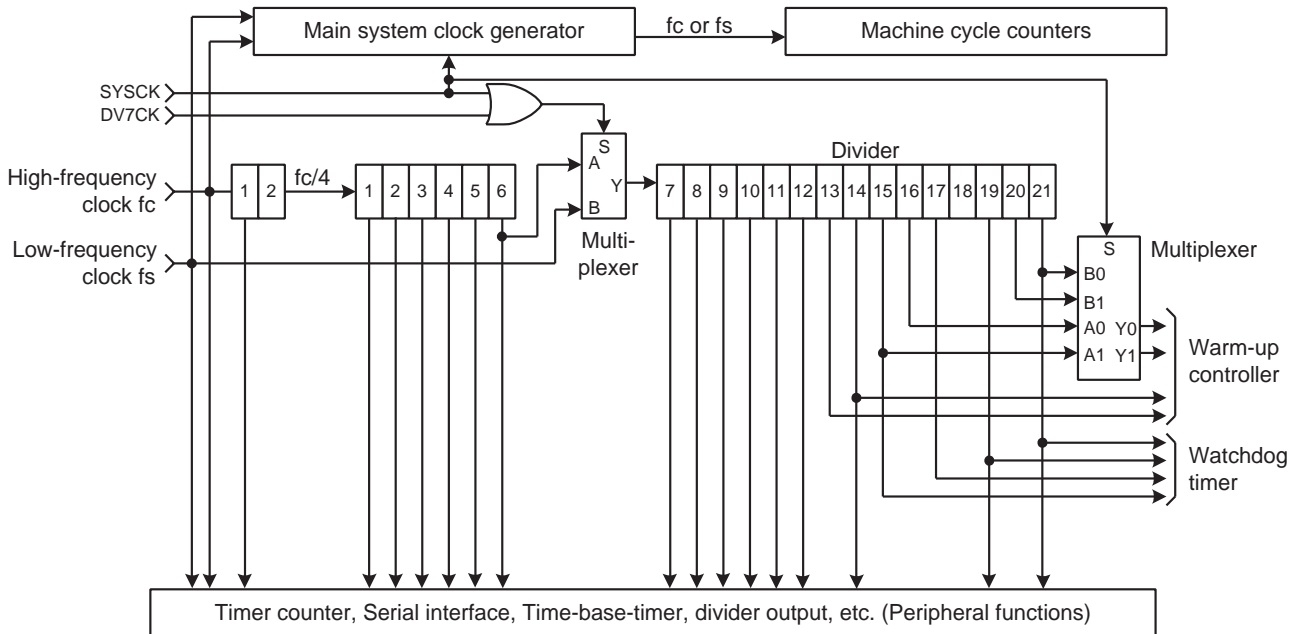 Main system clock generator
fc or fs
Machine cycle counters
SYSCK
DV7CK
High-frequency
clock fc
1 2
fc/4
1 2 3 4 5 6
Low-frequency
clock fs
S
A
Y
B
Multi-
plexer
Divider
7 8 9 10 11 12 13 14 15 16 17 18 19 20 21
S
Multiplexer
B0
B1
A0 Y0
A1 Y1
Warm-up
controller
Watchdog
timer
Timer counter, Serial interface, Time-base-timer, divider output, etc. (Peripheral functions)